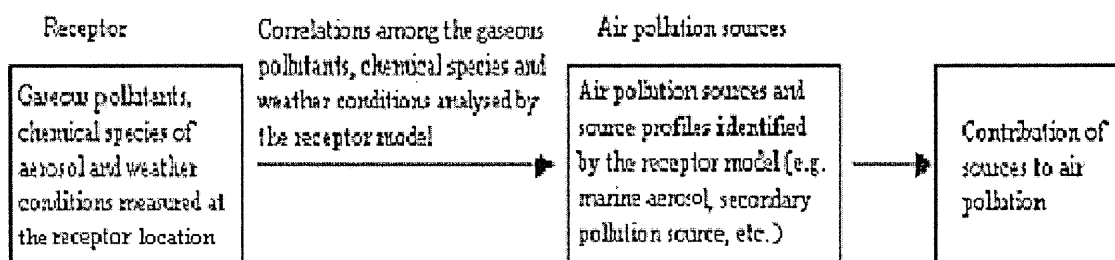 Receptor
Gaseous pollutants,
chemical species of
aerosol and weather
conditions measured at
the receptor location
Correlations among the gaseous
pollutants, chemical species and
weather conditions analysed by
the receptor model
Air pollution sources
Air pollution sources and
source profiles identified
by the receptor model (e.g.
marine aerosol, secondary
pollution source, etc.)
Contribution of
sources to air
pollution